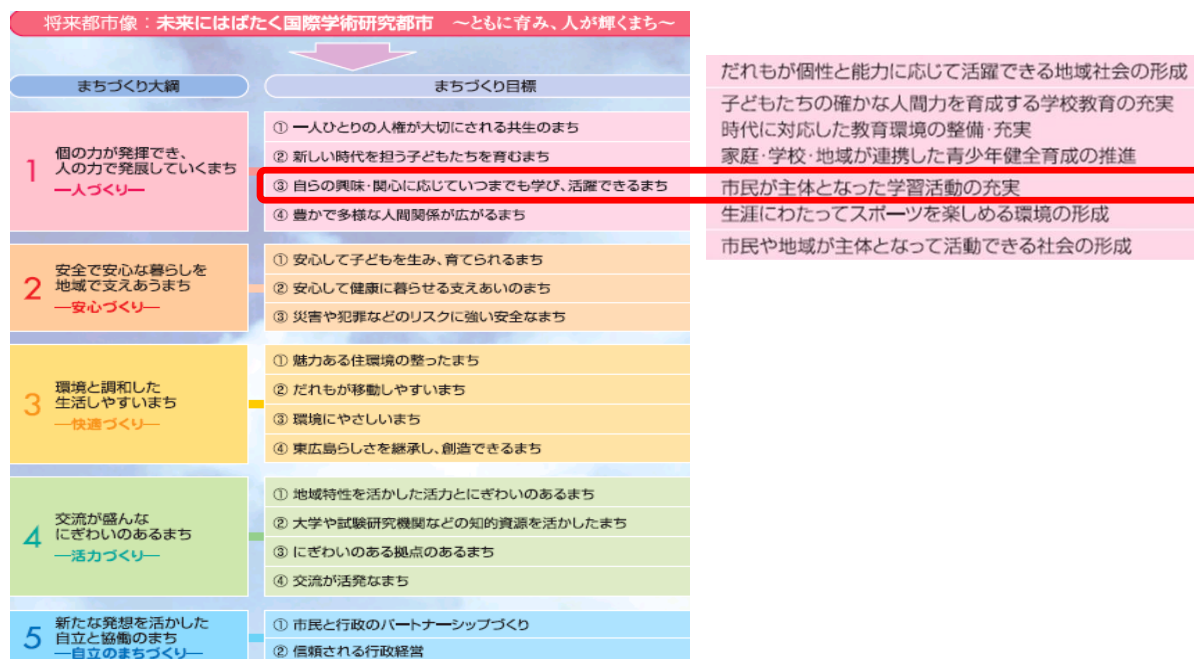 将来都市像：未来にはばたく国際学術研究都市　～ともに育み、人が輝くまち～
まちづくり大綱
まちづくり目標
1
個の力が発揮でき、
人の力で発展していくまち
―人づくり―
① 一人ひとりの人権が大切にされる共生のまち
② 新しい時代を担う子どもたちを育むまち
③ 自らの興味･関心に応じていつまでも学び、活躍できるまち
④ 豊かで多様な人間関係が広がるまち
2
安全で安心な暮らしを
地域で支えあうまち
―安心づくり―
① 安心して子どもを生み、育てられるまち
② 安心して健康に暮らせる支えあいのまち
③ 災害や犯罪などのリスクに強い安全なまち
3
環境と調和した
生活しやすいまち
―快適づくり―
① 魅力ある住環境の整ったまち
② だれもが移動しやすいまち
③ 環境にやさしいまち
④ 東広島らしさを継承し、創造できるまち
4
交流が盛んな
にぎわいのあるまち
―活力づくり―
① 地域特性を活かした活力とにぎわいのあるまち
② 大学や試験研究機関などの知的資源を活かしたまち
③ にぎわいのある拠点のあるまち
④ 交流が活発なまち
5
新たな発想を活かした
自立と協働のまち
―自立のまちづくり―
① 市民と行政のパートナーシップづくり
② 信頼される行政経営
だれもが個性と能力に応じて活躍できる地域社会の形成
子どもたちの確かな人間力を育成する学校教育の充実
時代に対応した教育環境の整備･充実
家庭･学校･地域が連携した青少年健全育成の推進
市民が主体となった学習活動の充実
生涯にわたってスポーツを楽しめる環境の形成
市民や地域が主体となって活動できる社会の形成